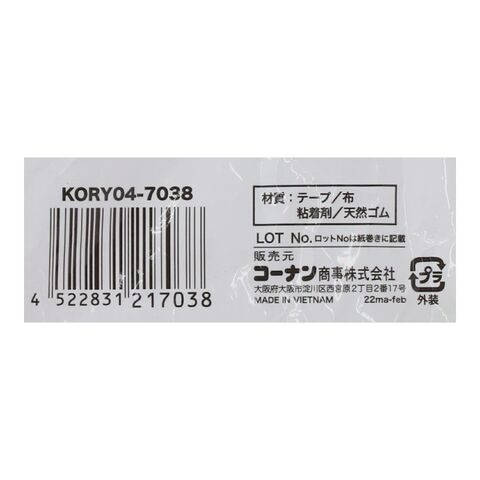 KORY04-7038
4 522831 217038
材質：テープ/布
粘着剤/天然ゴム
LOT No.ロットNoは紙巻きに記載
販売元
コーナン商事株式会社
大阪府大阪市淀川区西宮原2丁目2番17号
MADE IN VIETNAM 22ma-feb
プラ
外装